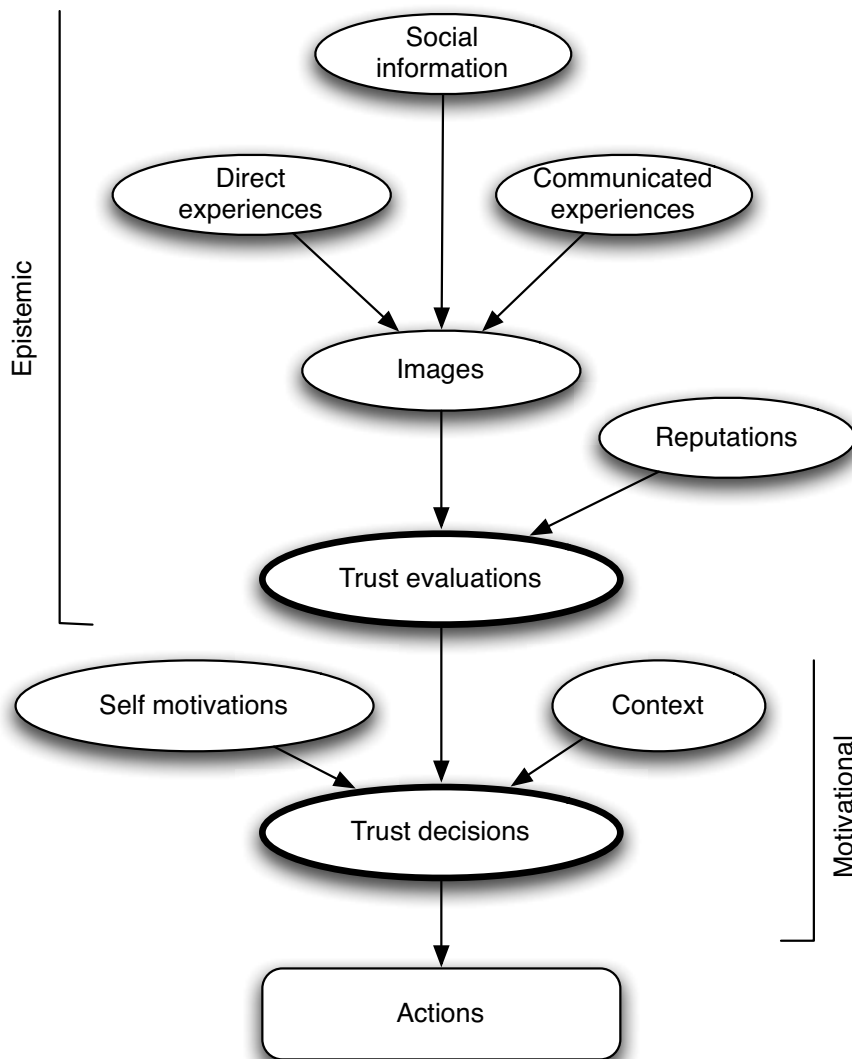 Social
information
Direct
experiences
Communicated
experiences
Epistemic
Images
Reputations
Trust evaluations
Self motivations
Context
Motivational
Trust decisions
Actions